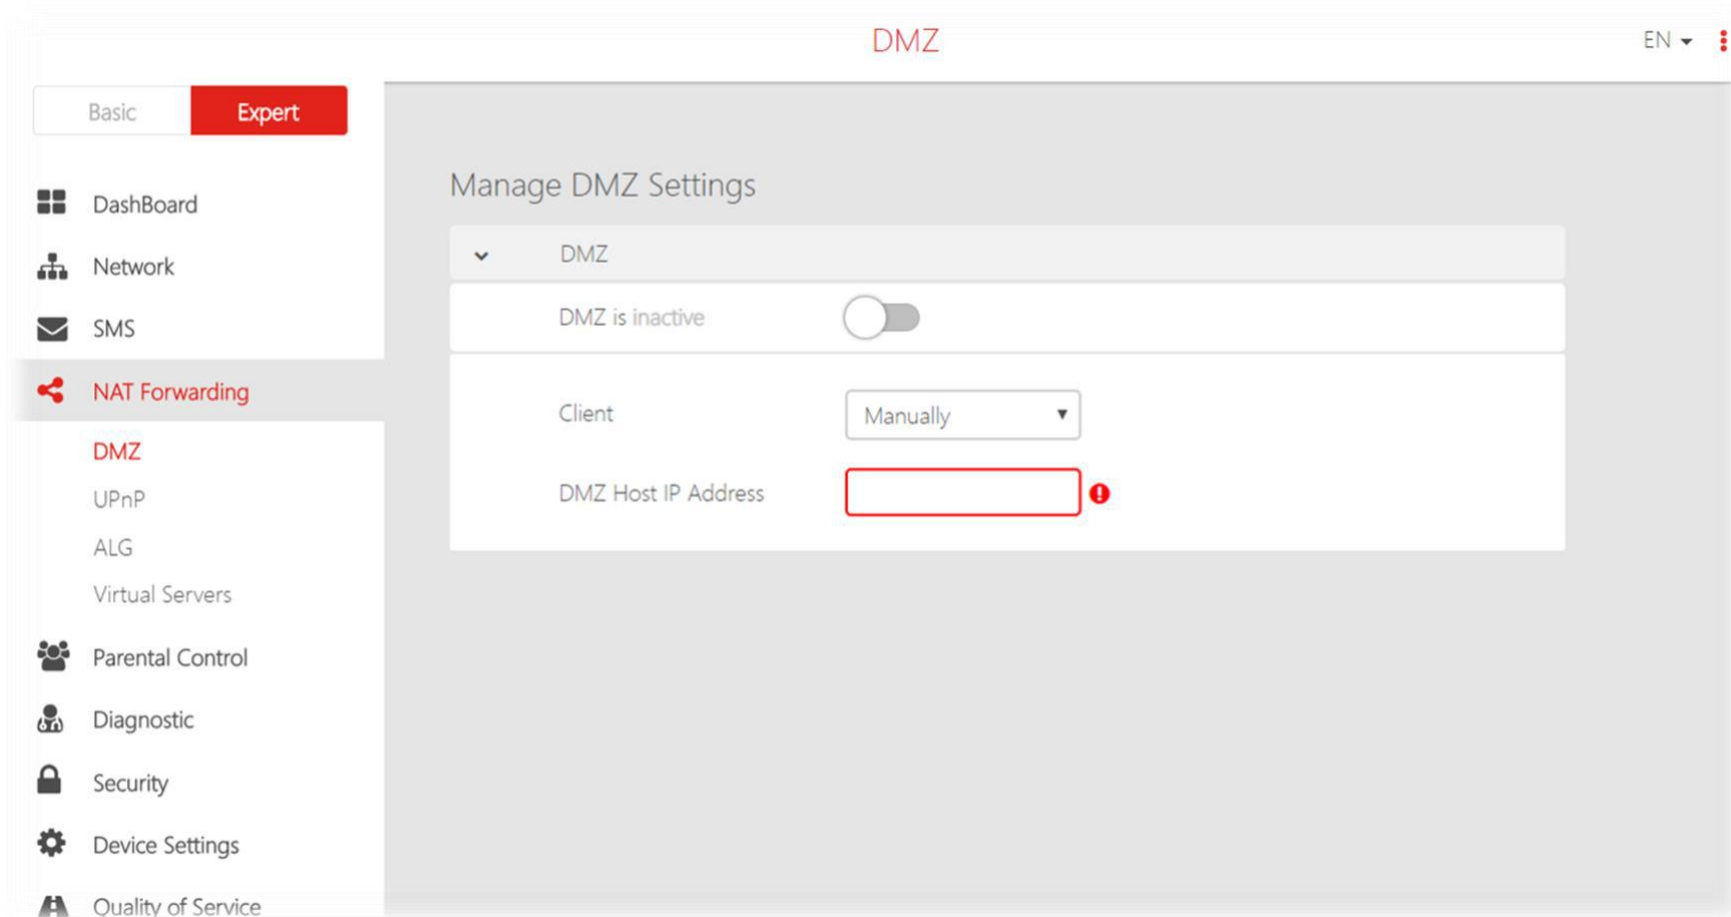 DMZ
EN
Basic
Expert
DashBoard
Network
SMS
NAT Forwarding
DMZ
UPnP
ALG
Virtual Servers
Parental Control
Diagnostic
Security
Device Settings
Quality of Service
Manage DMZ Settings
DMZ
DMZ is inactive
Client
Manually
DMZ Host IP Address